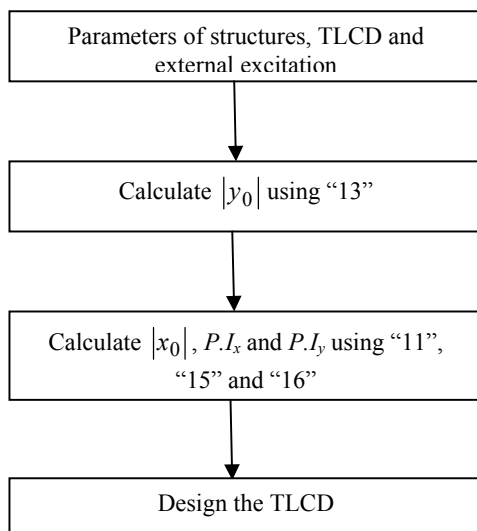 Parameters of structures, TLCD and
external excitation
Calculate |y₀| using “13”
Calculate |x₀|, P.Iₓ and P.I_y using “11”,
“15” and “16”
Design the TLCD